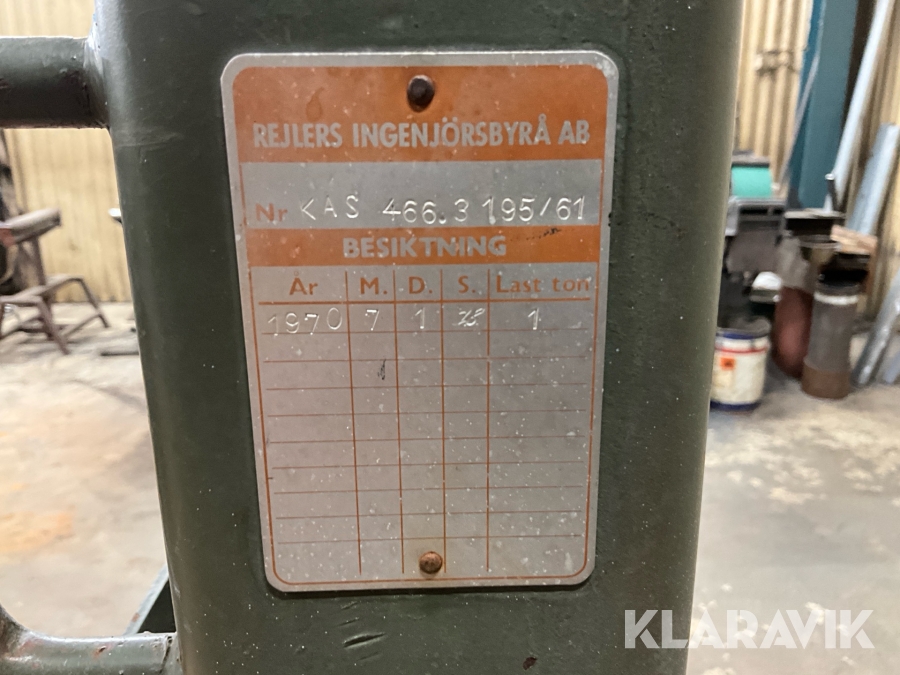 REJLERS INGENJÖRSBYRÅ AB
Nr KAS 466.3 195/61
BESIKTNING
År M. D. S. Last ton
1970 7 1 1
KLARAVIK